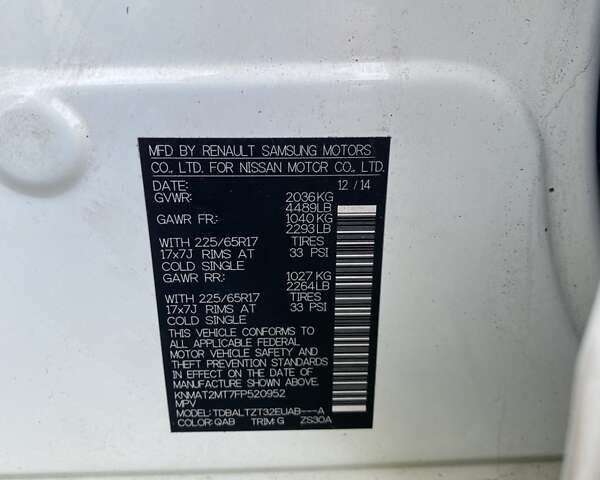 MFD BY RENAULT SAMSUNG MOTORS
CO., LTD. FOR NISSAN MOTOR CO., LTD.
DATE: 12/14
GVWR: 2036KG
4489LB
GAWR FR: 1040KG
2293LB
WITH 225/65R17 TIRES
17x7J RIMS AT 33 PSI
COLD SINGLE
GAWR RR: 1027 KG
2264LB
WITH 225/65R17 TIRES
17x7J RIMS AT 33 PSI
COLD SINGLE
THIS VEHICLE CONFORMS TO
ALL APPLICABLE FEDERAL
MOTOR VEHICLE SAFETY AND
THEFT PREVENTION STANDARDS
IN EFFECT ON THE DATE OF
MANUFACTURE SHOWN ABOVE.
KNMAT2MT7FP520952
MPV
MODEL: TDBALTZT32EUAB---A
COLOR: QAB TRIM: G ZS30A